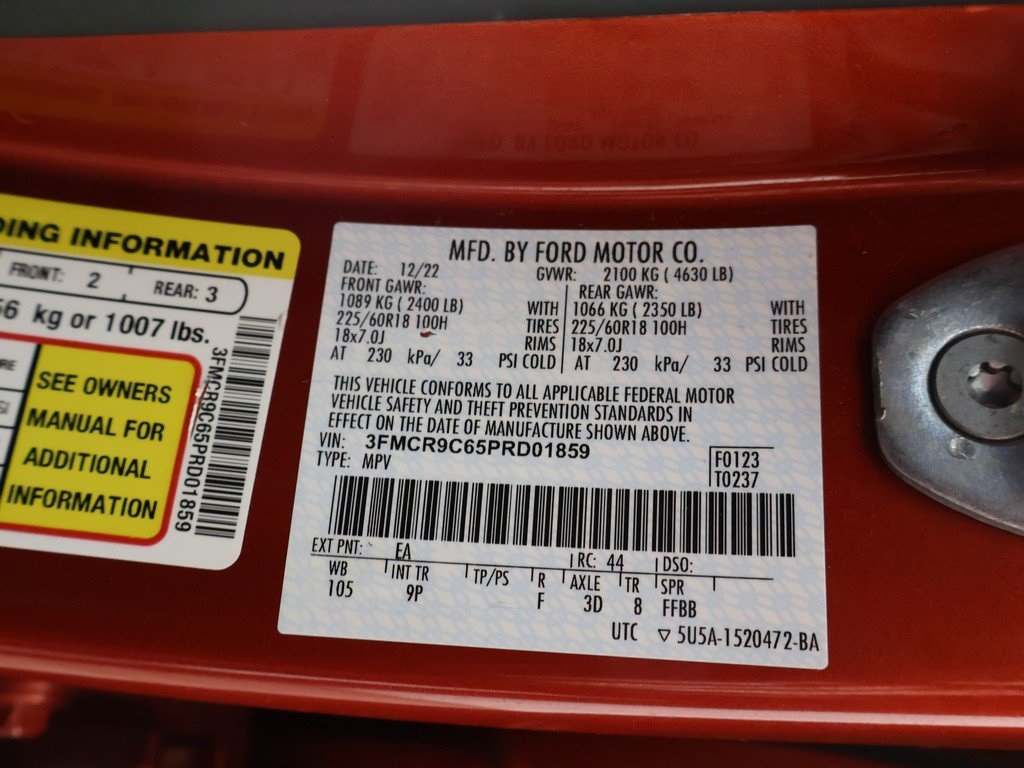 DING INFORMATION
FRONT: 2 REAR: 3
56 kg or 1007 lbs.
SEE OWNERS
MANUAL FOR
ADDITIONAL
INFORMATION
3FMCR9C65PRD01859
MFD. BY FORD MOTOR CO.
DATE: 12/22 GVWR: 2100 KG ( 4630 LB)
FRONT GAWR: REAR GAWR:
1089 KG ( 2400 LB) WITH 1066 KG ( 2350 LB) WITH
225/60R18 100H TIRES 225/60R18 100H TIRES
18x7.0J RIMS 18x7.0J RIMS
AT 230 kPa/ 33 PSI COLD AT 230 kPa/ 33 PSI COLD
THIS VEHICLE CONFORMS TO ALL APPLICABLE FEDERAL MOTOR
VEHICLE SAFETY AND THEFT PREVENTION STANDARDS IN
EFFECT ON THE DATE OF MANUFACTURE SHOWN ABOVE.
VIN: 3FMCR9C65PRD01859
TYPE: MPV
F0123
T0237
EXT PNT: EA RC: 44 DSO:
WB INT TR TP/PS R AXLE TR SPR
105 9P F 3D 8 FFBB
UTC ▽ 5U5A-1520472-BA